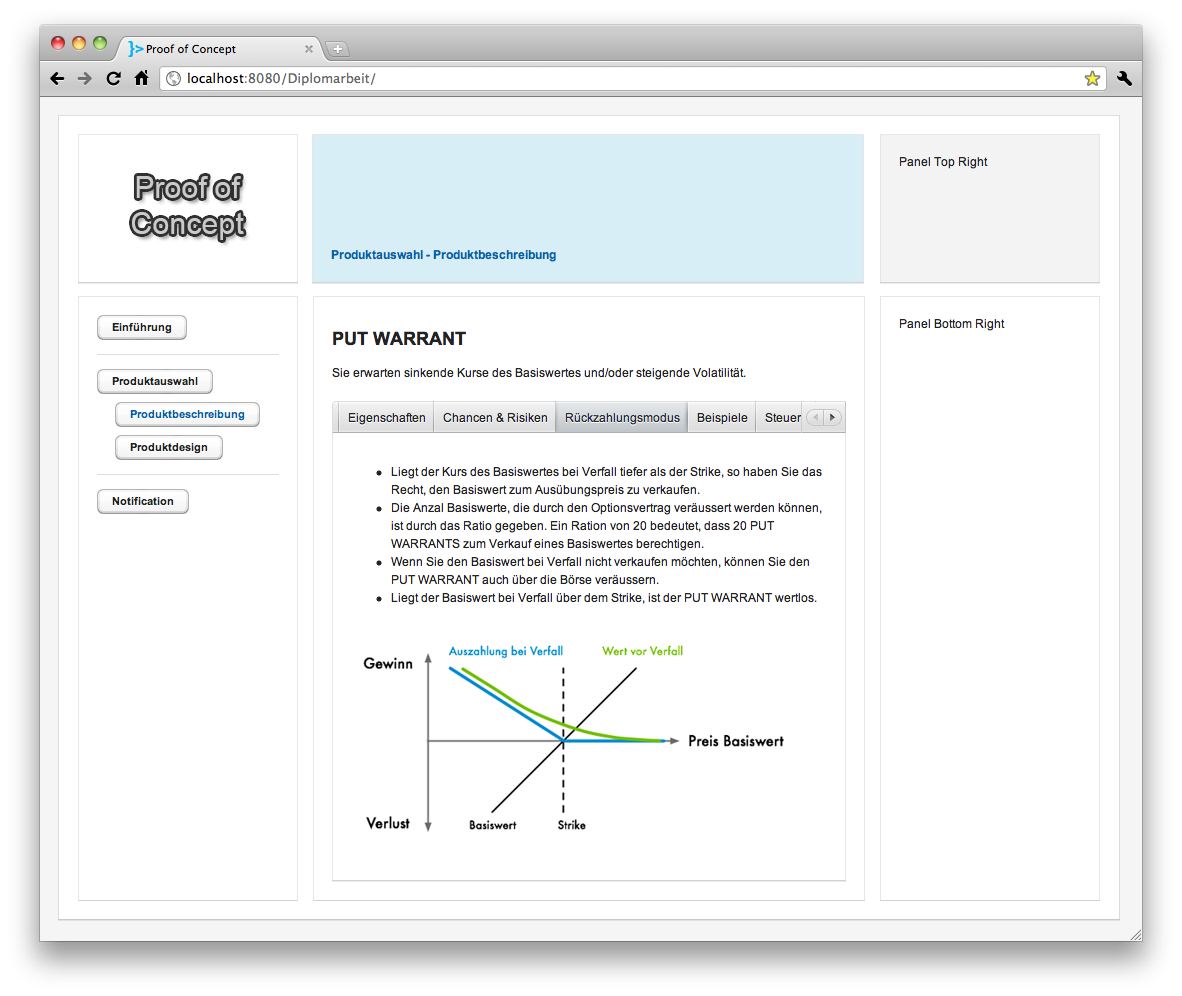 Proof of Concept
localhost:8080/Diplomarbeit/
Proof of
Concept
Produktauswahl - Produktbeschreibung
Panel Top Right
Einführung
Produktauswahl
Produktbeschreibung
Produktdesign
Notification
PUT WARRANT
Sie erwarten sinkende Kurse des Basiswertes und/oder steigende Volatilität.
Eigenschaften Chancen & Risiken Rückzahlungsmodus Beispiele Steuer
Liegt der Kurs des Basiswertes bei Verfall tiefer als der Strike, so haben Sie das
Recht, den Basiswert zum Ausübungspreis zu verkaufen.
Die Anzal Basiswerte, die durch den Optionsvertrag veräussert werden können,
ist durch das Ratio gegeben. Ein Ration von 20 bedeutet, dass 20 PUT
WARRANTS zum Verkauf eines Basiswertes berechtigen.
Wenn Sie den Basiswert bei Verfall nicht verkaufen möchten, können Sie den
PUT WARRANT auch über die Börse veräussern.
Liegt der Basiswert bei Verfall über dem Strike, ist der PUT WARRANT wertlos.
Auszahlung bei Verfall Wert vor Verfall
Gewinn
Preis Basiswert
Verlust Basiswert Strike
Panel Bottom Right